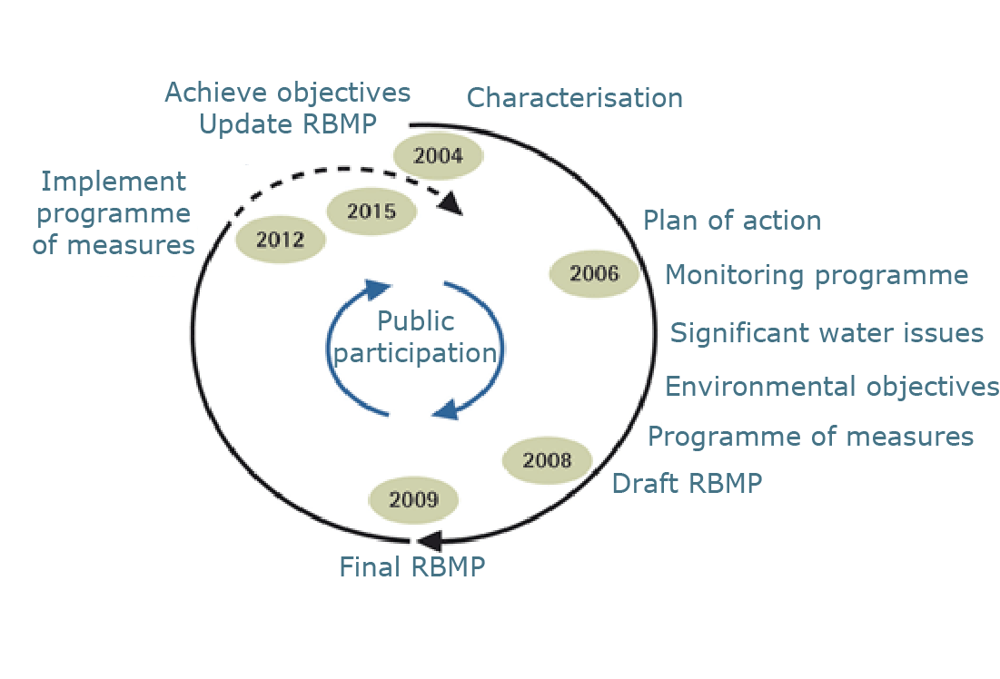 Achieve objectives
Update RBMP
Characterisation
2004
Implement
programme
of measures
2015
2012
Plan of action
2006
Monitoring programme
Public
participation
Significant water issues
Environmental objectives
Programme of measures
2008
Draft RBMP
2009
Final RBMP